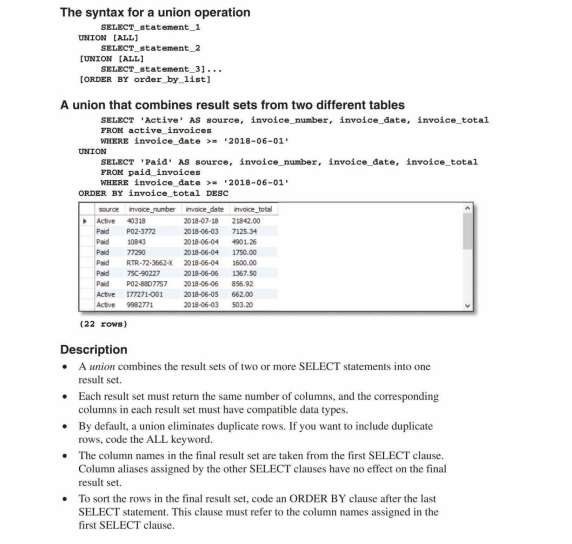 The syntax for a union operation
SELECT_statement_1
UNION [ALL]
SELECT_statement_2
[UNION [ALL]
SELECT_statement_3]...
[ORDER BY order_by_list]
A union that combines result sets from two different tables
SELECT 'Active' AS source, invoice_number, invoice_date, invoice_total
FROM active_invoices
WHERE invoice_date >= '2018-06-01'
UNION
SELECT 'Paid' AS source, invoice_number, invoice_date, invoice_total
FROM paid_invoices
WHERE invoice_date >= '2018-06-01'
ORDER BY invoice_total DESC
source invoice_number invoice_date invoice_total
Active 40318 2018-07-18 21842.00
Paid P02-3772 2018-06-03 7125.34
Paid 10843 2018-06-04 4901.26
Paid 77290 2018-06-04 1750.00
Paid RTR-72-3662-X 2018-06-04 1600.00
Paid 75C-90227 2018-06-06 1367.50
Paid P02-88D7757 2018-06-06 856.92
Active I77271-O01 2018-06-05 662.00
Active 9982771 2018-06-03 503.20
(22 rows)
Description
• A union combines the result sets of two or more SELECT statements into one
result set.
• Each result set must return the same number of columns, and the corresponding
columns in each result set must have compatible data types.
• By default, a union eliminates duplicate rows. If you want to include duplicate
rows, code the ALL keyword.
• The column names in the final result set are taken from the first SELECT clause.
Column aliases assigned by the other SELECT clauses have no effect on the final
result set.
• To sort the rows in the final result set, code an ORDER BY clause after the last
SELECT statement. This clause must refer to the column names assigned in the
first SELECT clause.